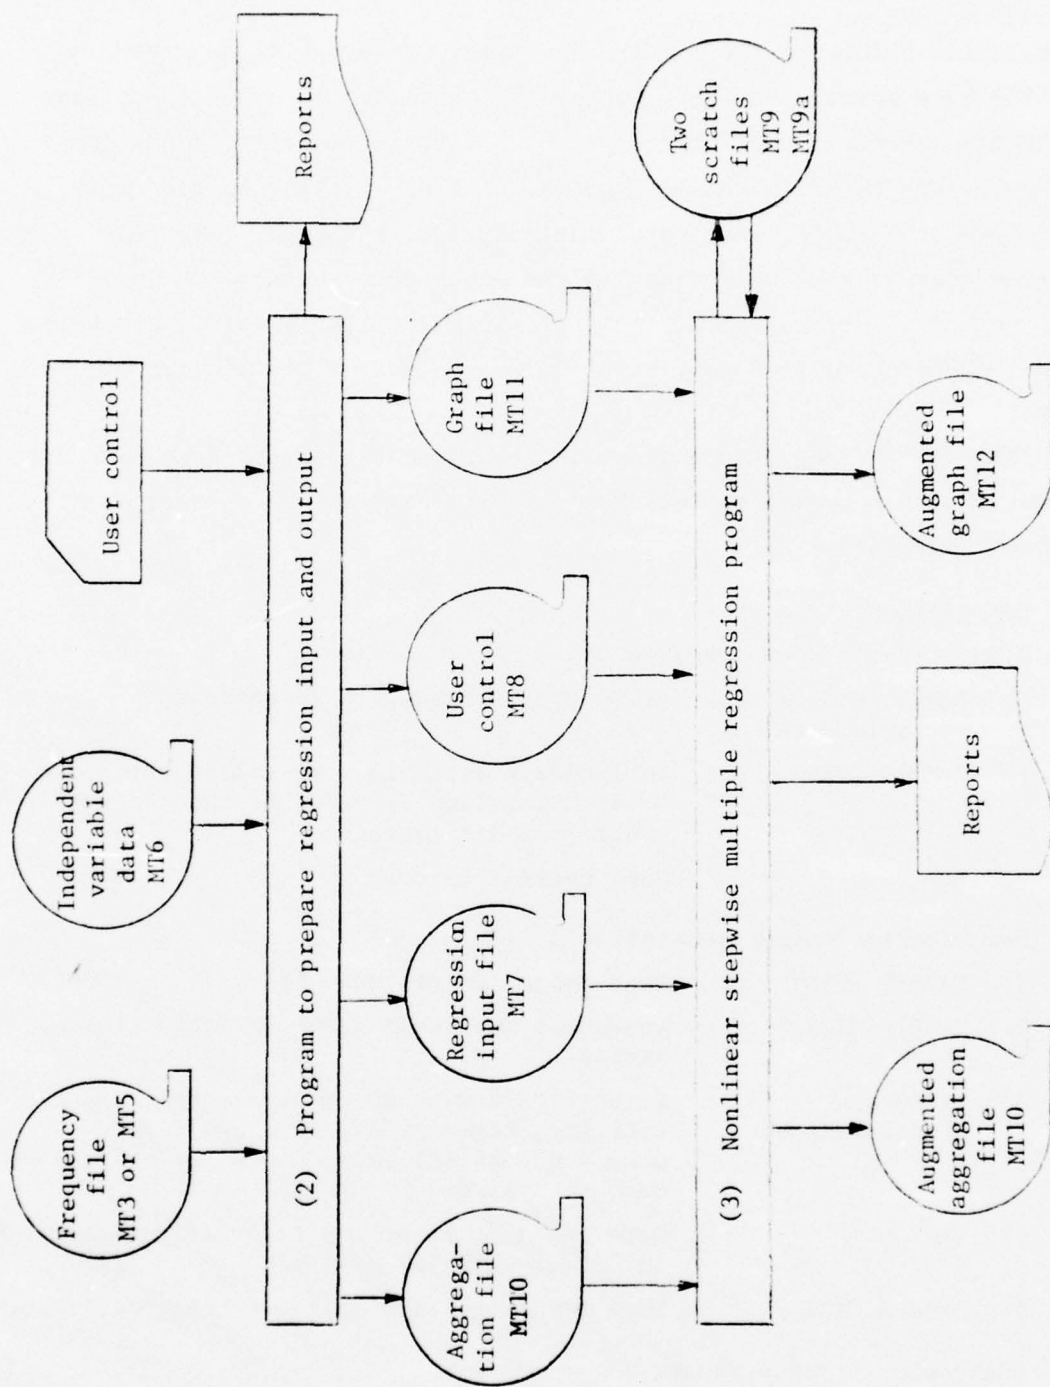 Frequency
file
MT3 or MT5
Independent
variable
data
MT6
User control
(2) Program to prepare regression input and output
Reports
Aggrega-
tion file
MT10
Regression
input file
MT7
User
control
MT8
Graph
file
MT11
(3) Nonlinear stepwise multiple regression program
Two
scratch
files
MT9
MT9a
Augmented
aggregation
file
MT10
Reports
Augmented
graph file
MT12